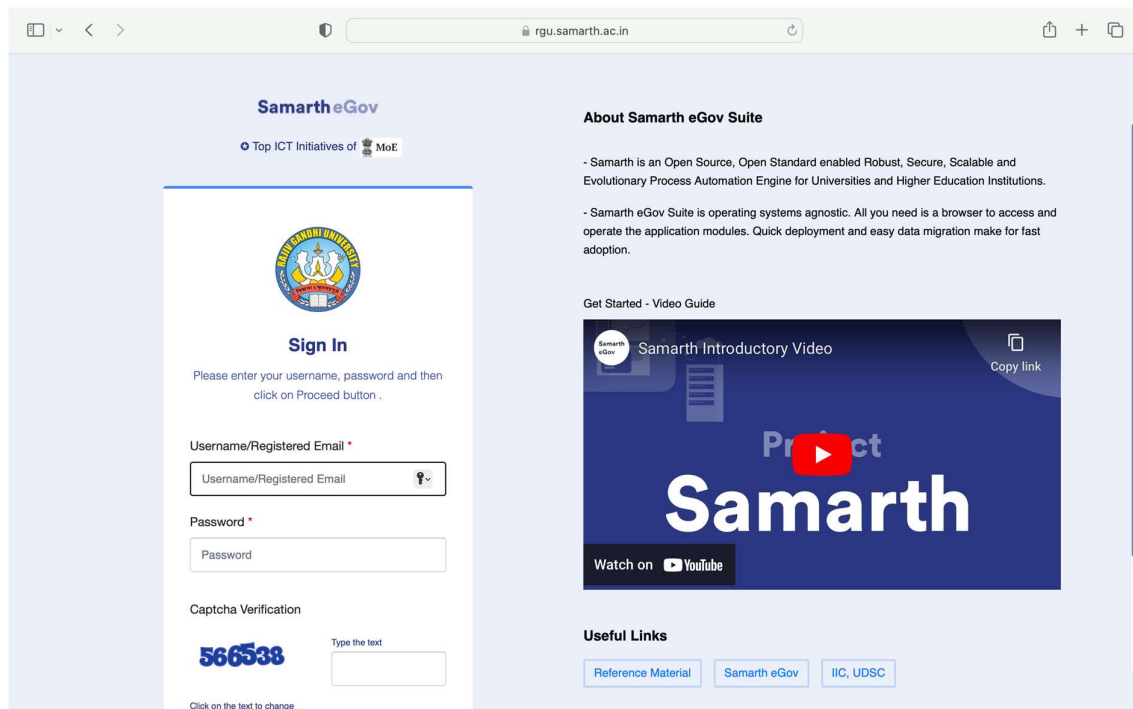 rgu.samarth.ac.in
Samarth eGov
Top ICT Initiatives of MoE
RAJIV GANDHI UNIVERSITY
Sign In
Please enter your username, password and then
click on Proceed button .
Username/Registered Email *
Username/Registered Email
Password *
Password
Captcha Verification
566538
Type the text
Click on the text to change
About Samarth eGov Suite
- Samarth is an Open Source, Open Standard enabled Robust, Secure, Scalable and
Evolutionary Process Automation Engine for Universities and Higher Education Institutions.
- Samarth eGov Suite is operating systems agnostic. All you need is a browser to access and
operate the application modules. Quick deployment and easy data migration make for fast
adoption.
Get Started - Video Guide
Samarth eGov
Samarth Introductory Video
Copy link
Samarth
Watch on YouTube
Useful Links
Reference Material
Samarth eGov
IIC, UDSC